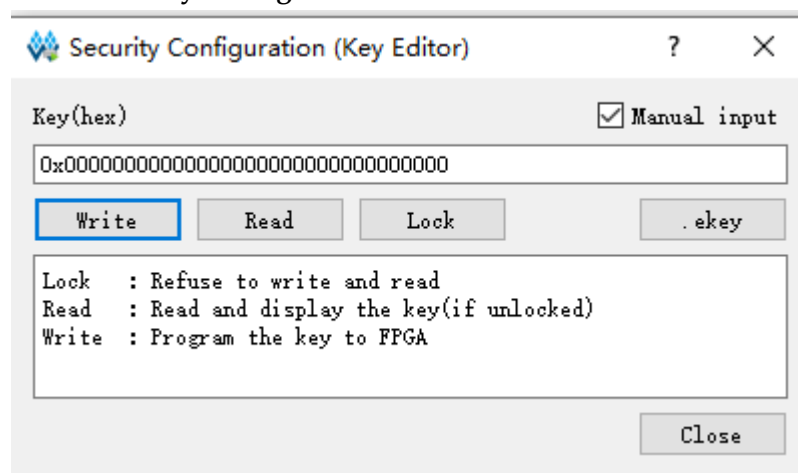 Security Configuration (Key Editor) ? ×
Key(hex) Manual input
0x00000000000000000000000000000000
Write Read Lock .ekey
Lock : Refuse to write and read
Read : Read and display the key(if unlocked)
Write : Program the key to FPGA
Close